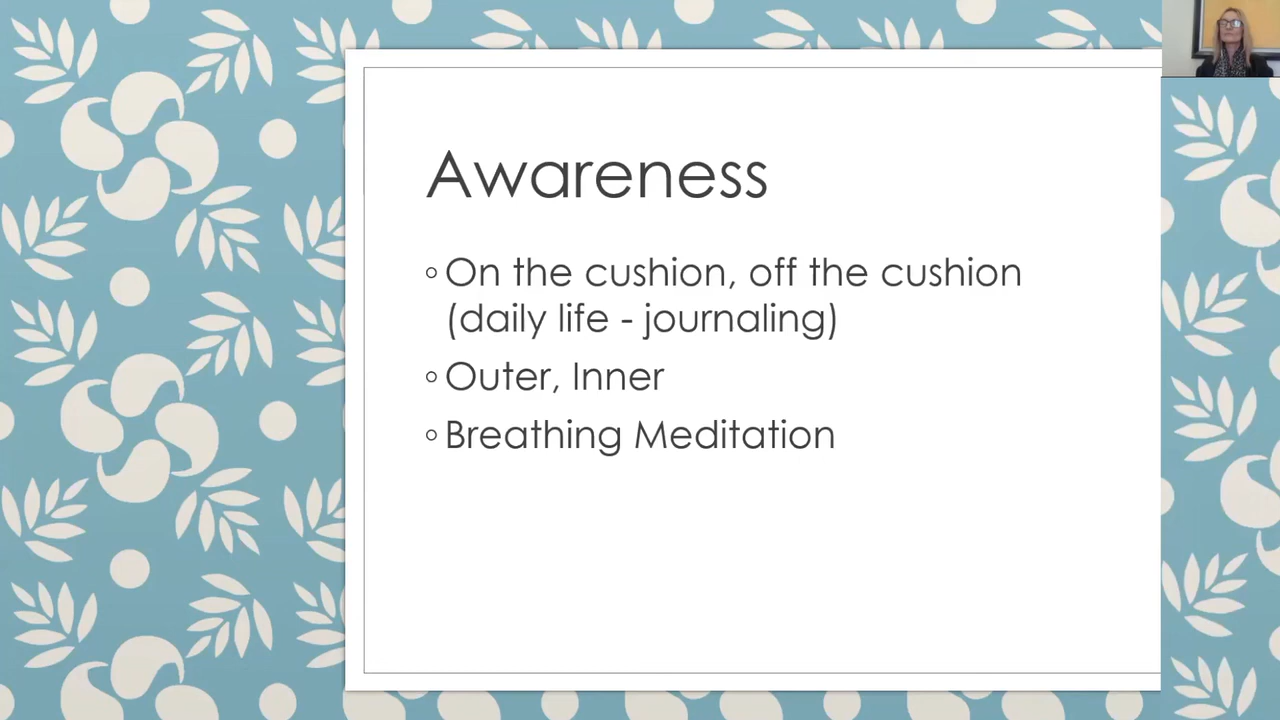 Awareness
◦ On the cushion, off the cushion
(daily life - journaling)
◦ Outer, Inner
◦ Breathing Meditation